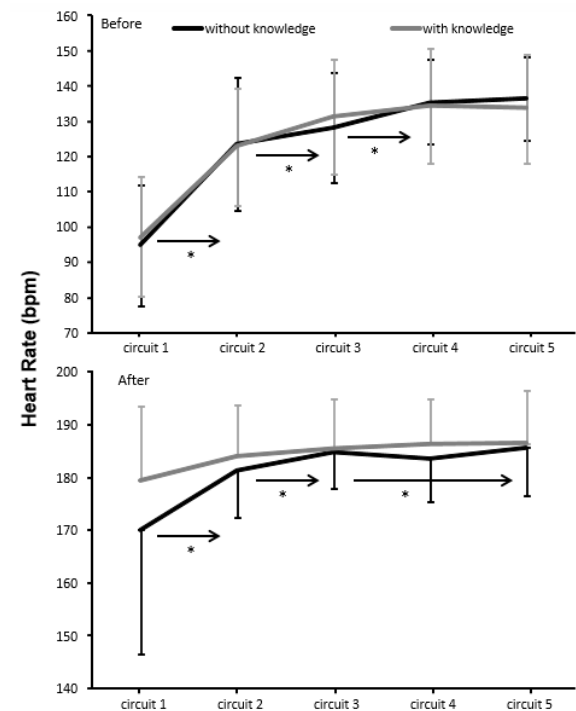 Before
without knowledge
with knowledge
160
150
140
130
120
110
100
90
80
70
*
*
*
circuit 1
circuit 2
circuit 3
circuit 4
circuit 5
Heart Rate (bpm)
After
200
190
180
170
160
150
140
*
*
*
circuit 1
circuit 2
circuit 3
circuit 4
circuit 5